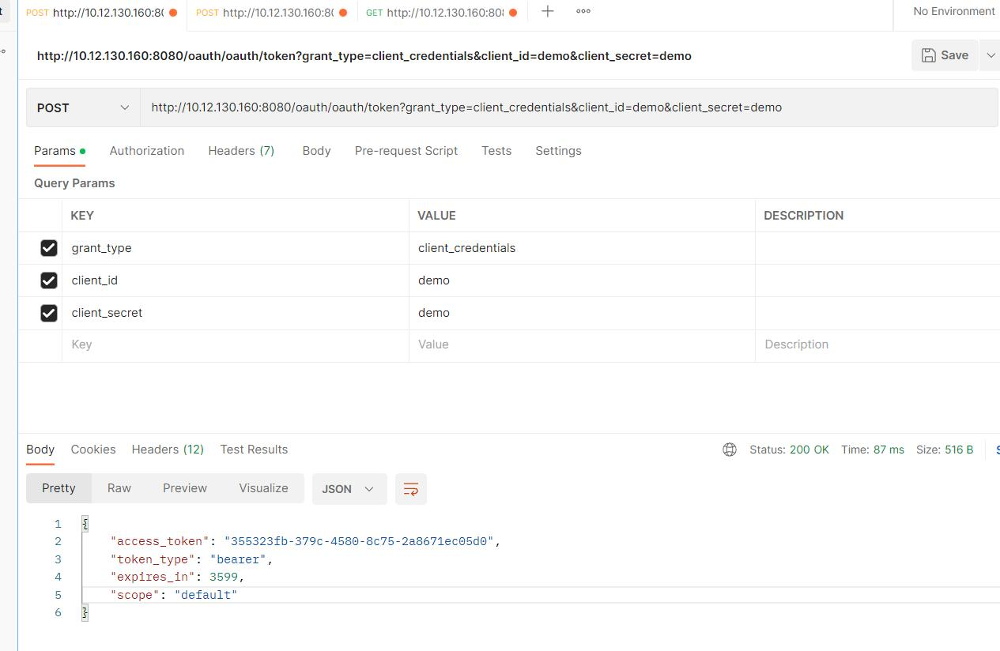 t POST http://10.12.130.160:8( POST http://10.12.130.160:8( GET http://10.12.130.160:80 No Environment
http://10.12.130.160:8080/oauth/oauth/token?grant_type=client_credentials&client_id=demo&client_secret=demo Save
POST http://10.12.130.160:8080/oauth/oauth/token?grant_type=client_credentials&client_id=demo&client_secret=demo
Params Authorization Headers (7) Body Pre-request Script Tests Settings
Query Params
KEY VALUE DESCRIPTION
grant_type client_credentials
client_id demo
client_secret demo
Key Value Description
Body Cookies Headers (12) Test Results Status: 200 OK Time: 87 ms Size: 516 B
Pretty Raw Preview Visualize JSON
1 {
2 "access_token": "355323fb-379c-4580-8c75-2a8671ec05d0",
3 "token_type": "bearer",
4 "expires_in": 3599,
5 "scope": "default"
6 }